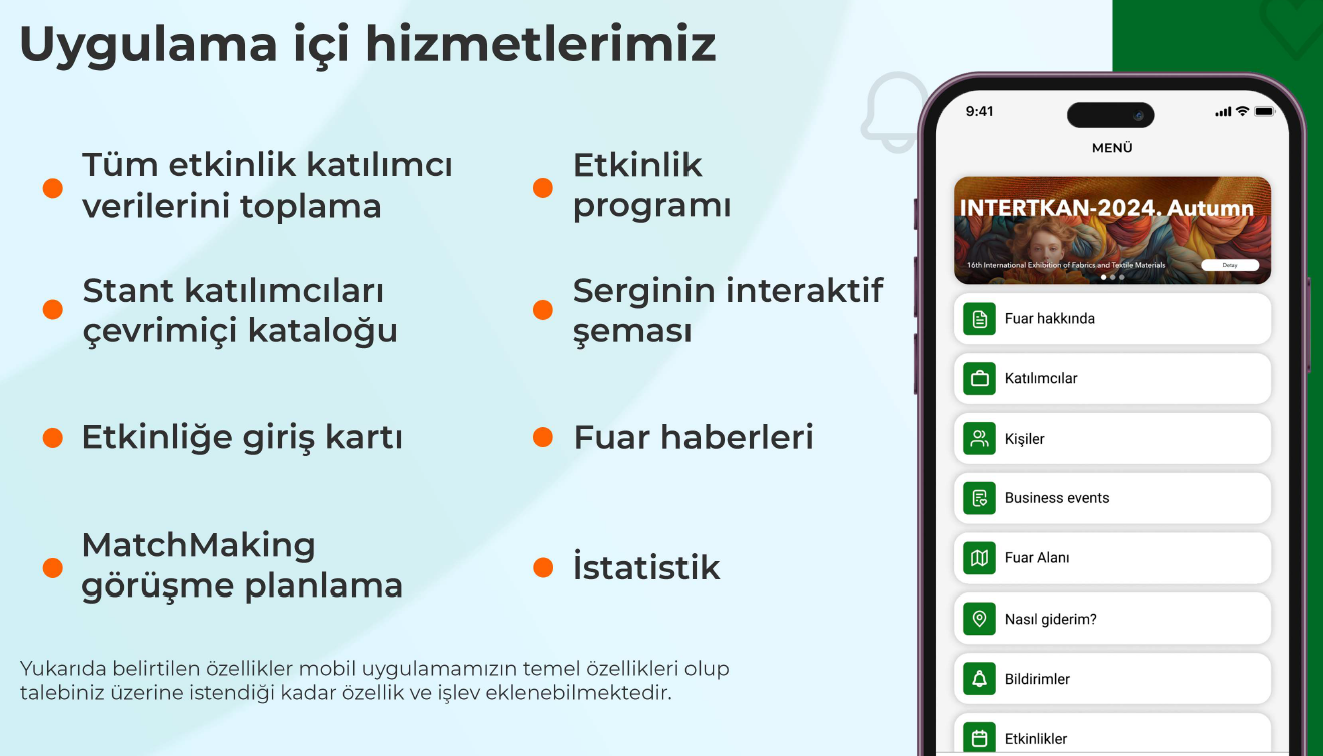 Uygulama içi hizmetlerimiz
Tüm etkinlik katılımcı
verilerini toplama
Stant katılımcıları
çevrimiçi kataloğu
Etkinliğe giriş kartı
MatchMaking
görüşme planlama
Etkinlik
programı
Serginin interaktif
şeması
Fuar haberleri
İstatistik
Yukarıda belirtilen özellikler mobil uygulamamızın temel özellikleri olup
talebiniz üzerine istendiği kadar özellik ve işlev eklenebilmektedir.
9:41
MENÜ
INTERTKAN-2024. Autumn
16th International Exhibition of Fabrics and Textile Materials
Detay
Fuar hakkında
Katılımcılar
Kişiler
Business events
Fuar Alanı
Nasıl giderim?
Bildirimler
Etkinlikler